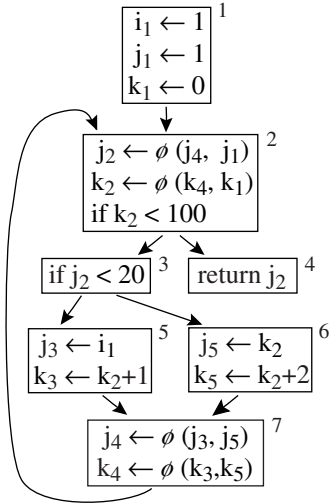 1
i₁ ← 1
j₁ ← 1
k₁ ← 0
2
j₂ ← ϕ (j₄, j₁)
k₂ ← ϕ (k₄, k₁)
if k₂ < 100
3
if j₂ < 20
4
return j₂
5
j₃ ← i₁
k₃ ← k₂+1
6
j₅ ← k₂
k₅ ← k₂+2
7
j₄ ← ϕ (j₃, j₅)
k₄ ← ϕ (k₃,k₅)